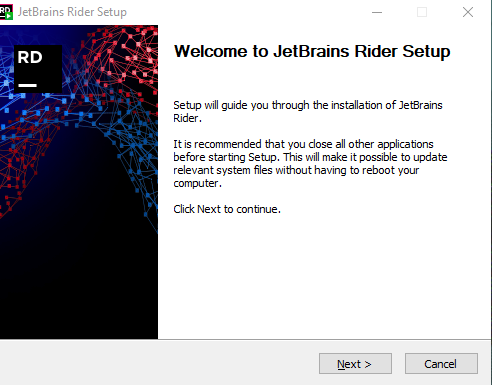 JetBrains Rider Setup
RD
Welcome to JetBrains Rider Setup
Setup will guide you through the installation of JetBrains
Rider.
It is recommended that you close all other applications
before starting Setup. This will make it possible to update
relevant system files without having to reboot your
computer.
Click Next to continue.
Next >
Cancel